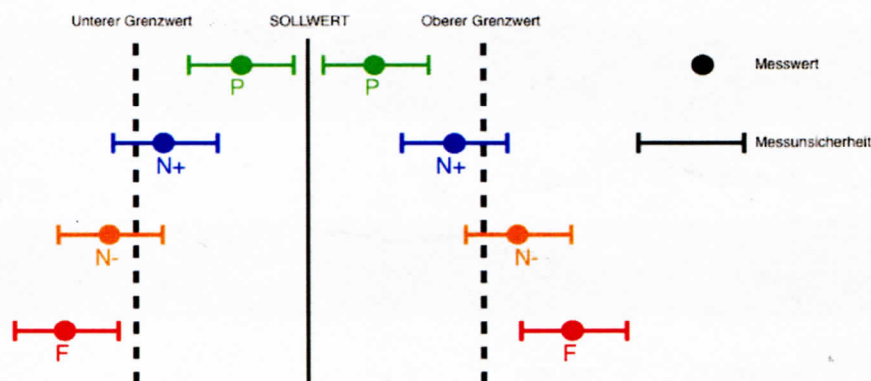 Unterer Grenzwert SOLLWERT Oberer Grenzwert
P P Messwert
N+ N+ Messunsicherheit
N- N-
F F